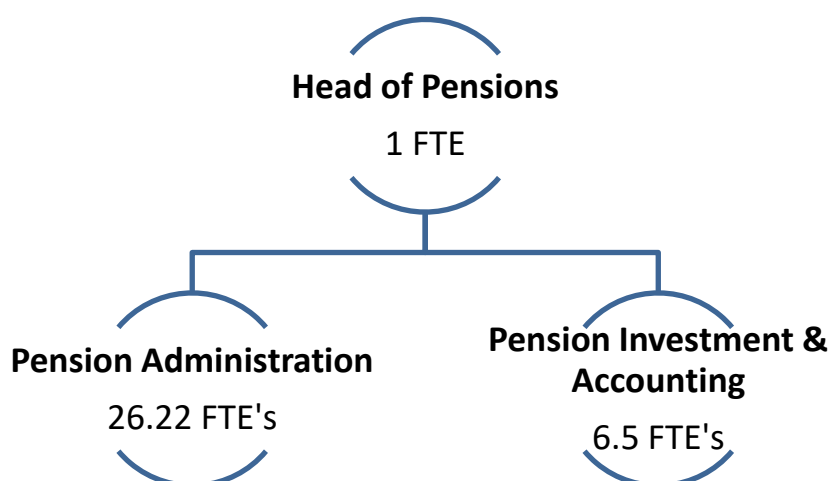 Head of Pensions
1 FTE
Pension Administration
26.22 FTE's
Pension Investment &
Accounting
6.5 FTE's